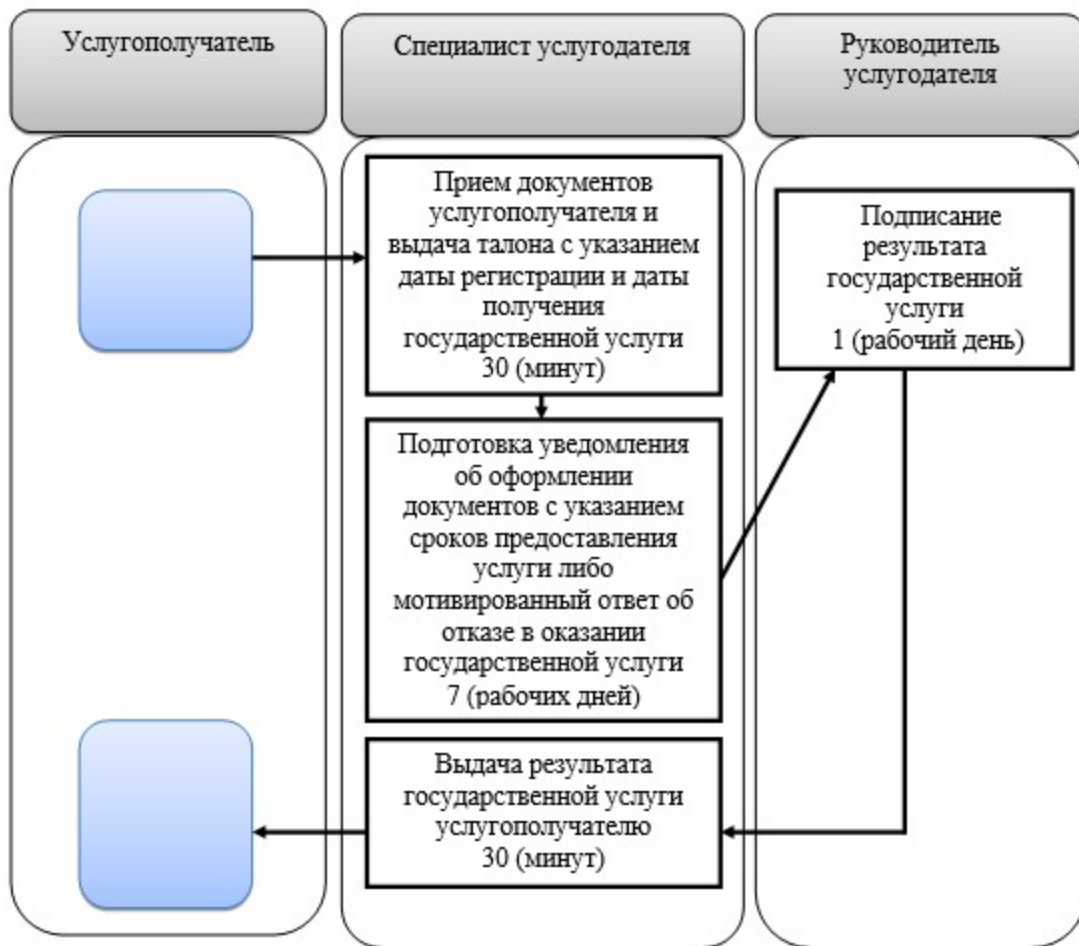 Услугополучатель
Специалист услугодателя
Руководитель
услугодателя
Прием документов
услугополучателя и
выдача талона с указанием
даты регистрации и даты
получения
государственной услуги
30 (минут)
Подготовка уведомления
об оформлении
документов с указанием
сроков предоставления
услуги либо
мотивированный ответ об
отказе в оказании
государственной услуги
7 (рабочих дней)
Подписание
результата
государственной
услуги
1 (рабочий день)
Выдача результата
государственной услуги
услугополучателю
30 (минут)